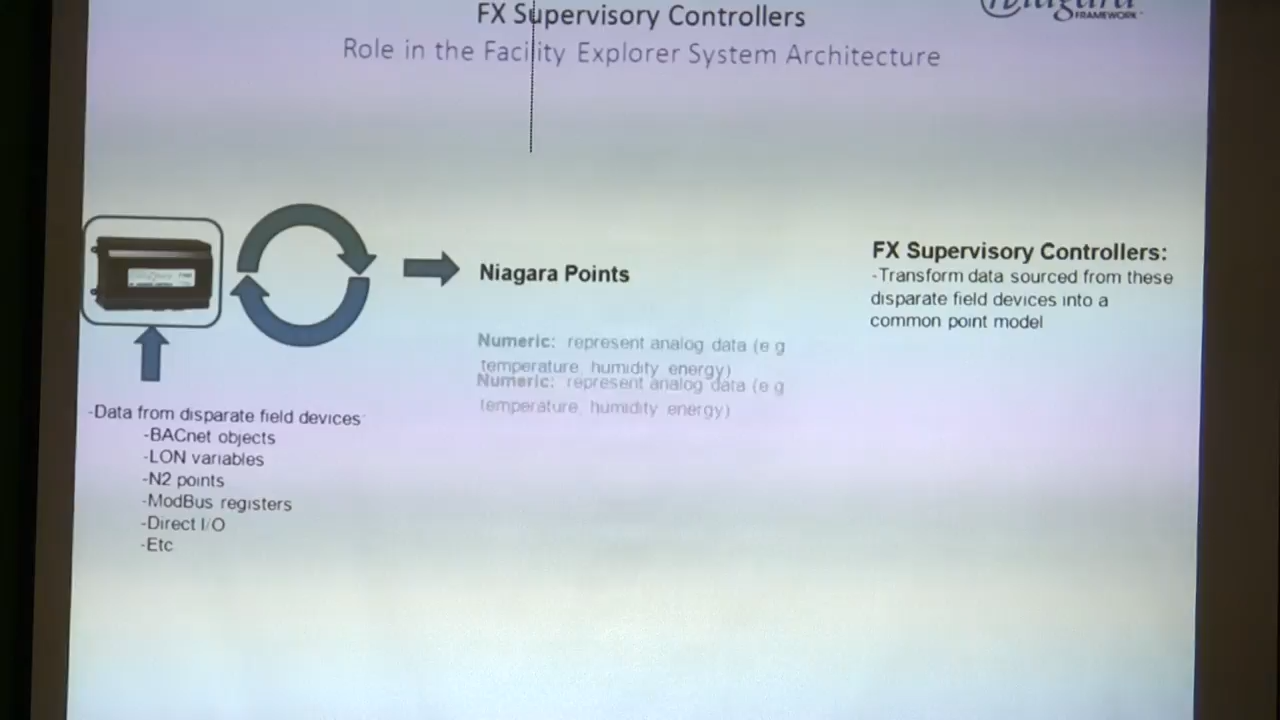 FX Supervisory Controllers
Niagara
FRAMEWORK
Role in the Facility Explorer System Architecture
Niagara Points
FX Supervisory Controllers:
-Transform data sourced from these
disparate field devices into a
common point model
Numeric: represent analog data (e g
temperature, humidity energy)
Numeric: represent analog data (e g
temperature, humidity energy)
-Data from disparate field devices
-BACnet objects
-LON variables
-N2 points
-ModBus registers
-Direct I/O
-Etc